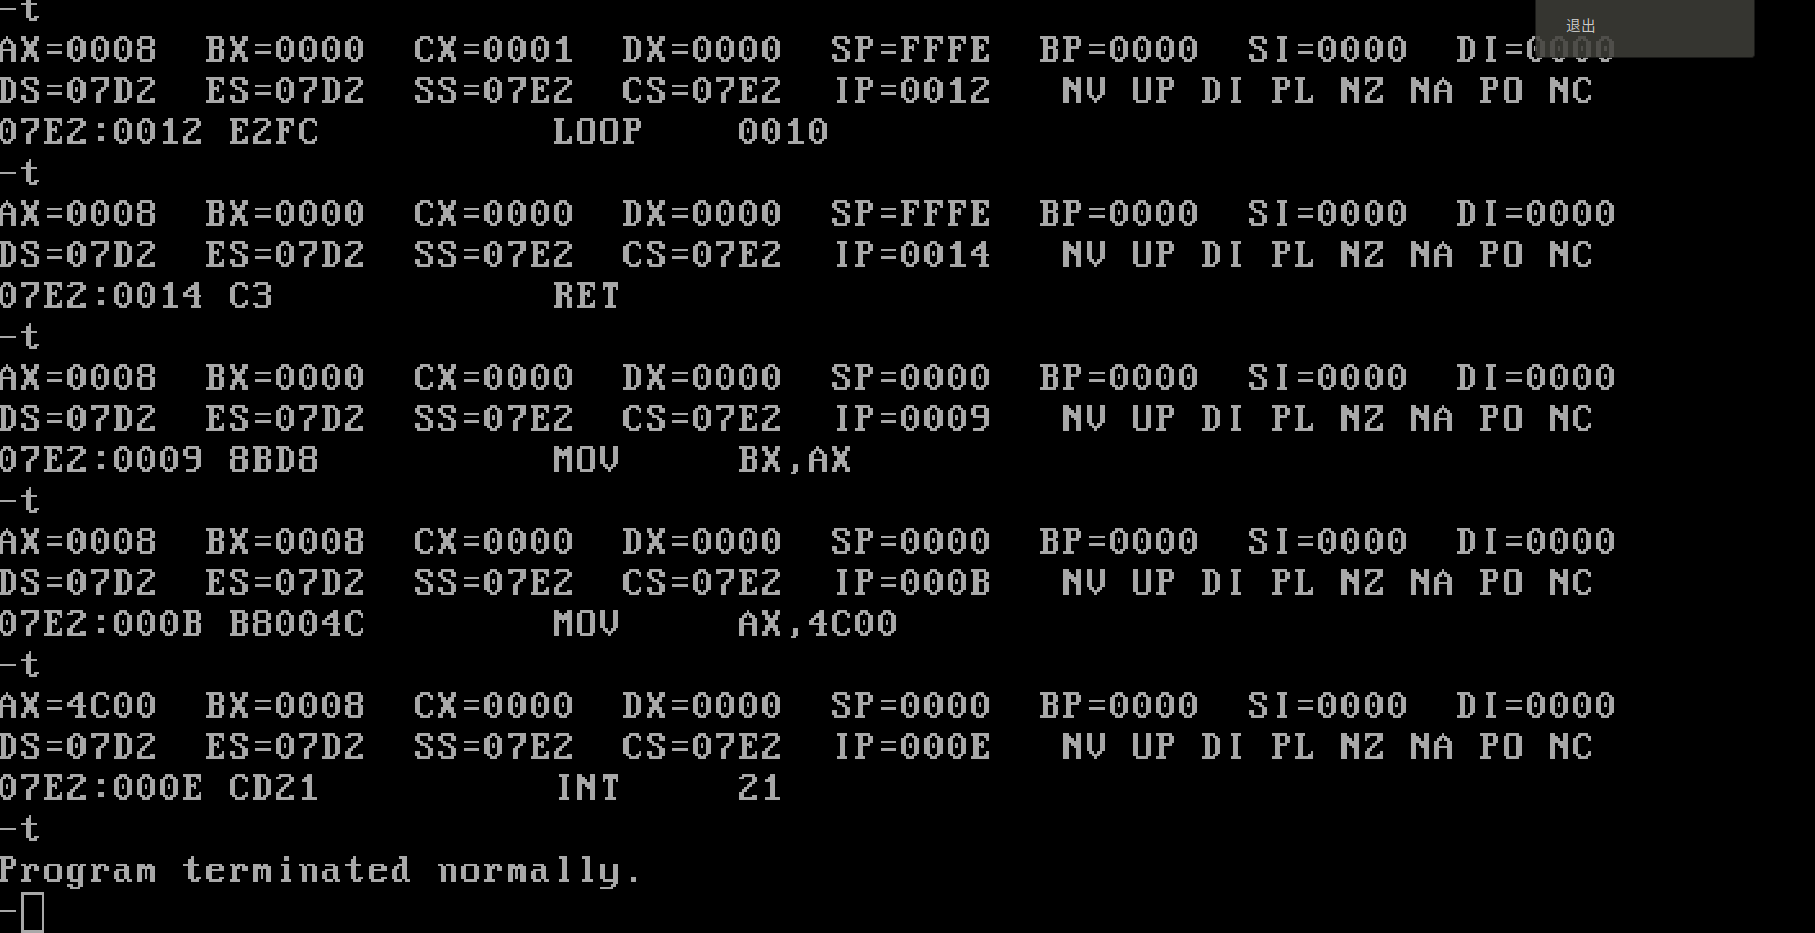 -t
退出
AX=0008 BX=0000 CX=0001 DX=0000 SP=FFFE BP=0000 SI=0000 DI=0000
DS=07D2 ES=07D2 SS=07E2 CS=07E2 IP=0012 NV UP DI PL NZ NA PO NC
07E2:0012 E2FC LOOP 0010
-t
AX=0008 BX=0000 CX=0000 DX=0000 SP=FFFE BP=0000 SI=0000 DI=0000
DS=07D2 ES=07D2 SS=07E2 CS=07E2 IP=0014 NV UP DI PL NZ NA PO NC
07E2:0014 C3 RET
-t
AX=0008 BX=0000 CX=0000 DX=0000 SP=0000 BP=0000 SI=0000 DI=0000
DS=07D2 ES=07D2 SS=07E2 CS=07E2 IP=0009 NV UP DI PL NZ NA PO NC
07E2:0009 8BD8 MOV BX,AX
-t
AX=0008 BX=0008 CX=0000 DX=0000 SP=0000 BP=0000 SI=0000 DI=0000
DS=07D2 ES=07D2 SS=07E2 CS=07E2 IP=000B NV UP DI PL NZ NA PO NC
07E2:000B B8004C MOV AX,4C00
-t
AX=4C00 BX=0008 CX=0000 DX=0000 SP=0000 BP=0000 SI=0000 DI=0000
DS=07D2 ES=07D2 SS=07E2 CS=07E2 IP=000E NV UP DI PL NZ NA PO NC
07E2:000E CD21 INT 21
-t
Program terminated normally.
-